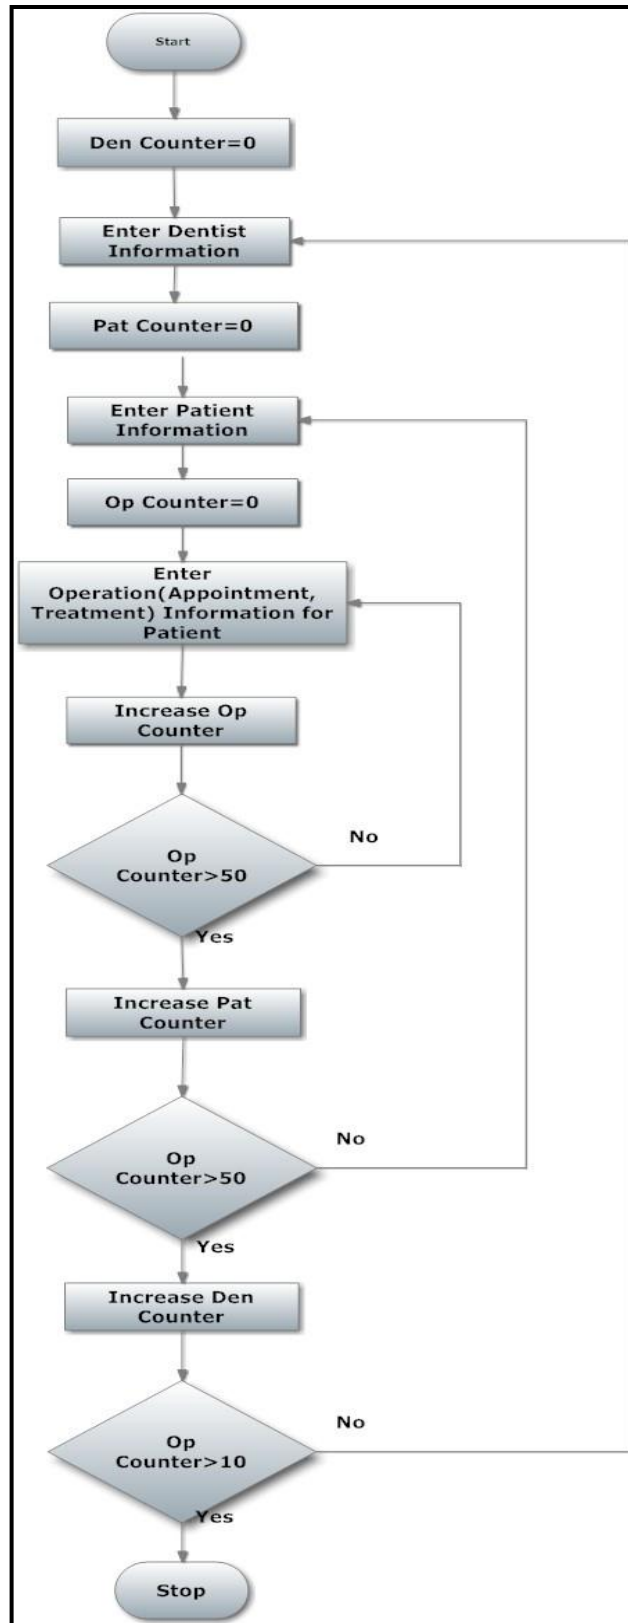 Start
Den Counter=0
Enter Dentist
Information
Pat Counter=0
Enter Patient
Information
Op Counter=0
Enter
Operation(Appointment,
Treatment) Information for
Patient
Increase Op
Counter
Op
Counter>50
No
Yes
Increase Pat
Counter
Op
Counter>50
No
Yes
Increase Den
Counter
Op
Counter>10
No
Yes
Stop